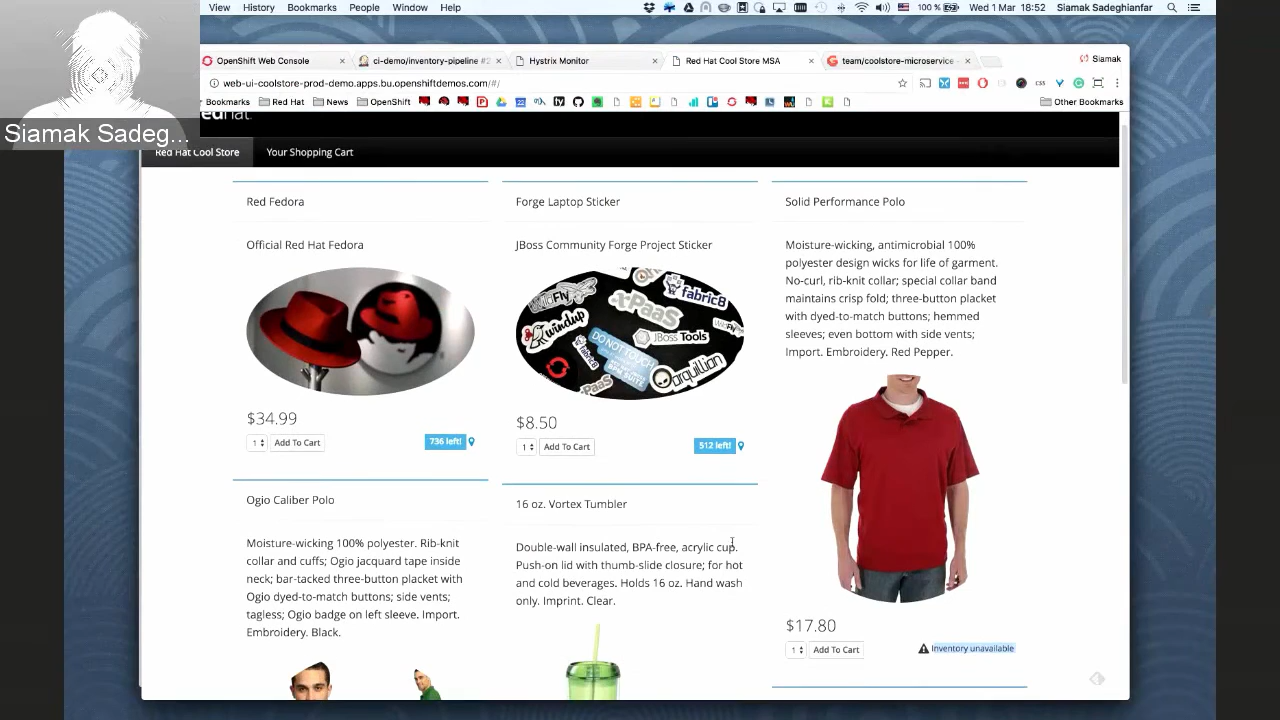 View History Bookmarks People Window Help
100 % Wed 1 Mar 18:52 Siamak Sadeghianfar
OpenShift Web Console
ci-demo/inventory-pipeline #2
Hystrix Monitor
Red Hat Cool Store MSA
team/coolstore-microservice
Siamak
web-ui-coolstore-prod-demo.apps.bu.openshiftdemos.com/#/
Bookmarks Red Hat News OpenShift Other Bookmarks
Siamak Sadeg...
Red Hat Cool Store Your Shopping Cart
Red Fedora
Official Red Hat Fedora
$34.99
1 Add To Cart 736 left!
Forge Laptop Sticker
JBoss Community Forge Project Sticker
WildFly
xPaaS
fabric8
windup
JBoss Tools
DO NOT TOUCH
arquillian
$8.50
1 Add To Cart 512 left!
Solid Performance Polo
Moisture-wicking, antimicrobial 100%
polyester design wicks for life of garment.
No-curl, rib-knit collar; special collar band
maintains crisp fold; three-button placket
with dyed-to-match buttons; hemmed
sleeves; even bottom with side vents;
Import. Embroidery. Red Pepper.
$17.80
1 Add To Cart Inventory unavailable
Ogio Caliber Polo
Moisture-wicking 100% polyester. Rib-knit
collar and cuffs; Ogio jacquard tape inside
neck; bar-tacked three-button placket with
Ogio dyed-to-match buttons; side vents;
tagless; Ogio badge on left sleeve. Import.
Embroidery. Black.
16 oz. Vortex Tumbler
Double-wall insulated, BPA-free, acrylic cup.
Push-on lid with thumb-slide closure; for hot
and cold beverages. Holds 16 oz. Hand wash
only. Imprint. Clear.